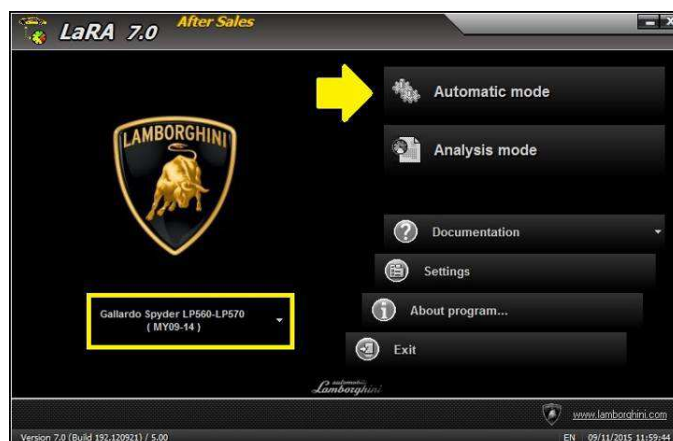 LaRA 7.0 After Sales
LAMBORGHINI
Automatic mode
Analysis mode
Documentation
Settings
Gallardo Spyder LP560-LP570
( MY09-14 )
About program...
Exit
automobili
Lamborghini
www.lamborghini.com
Version 7.0 (Build 192.120921) / 5.00
EN 09/11/2015 11:59:44